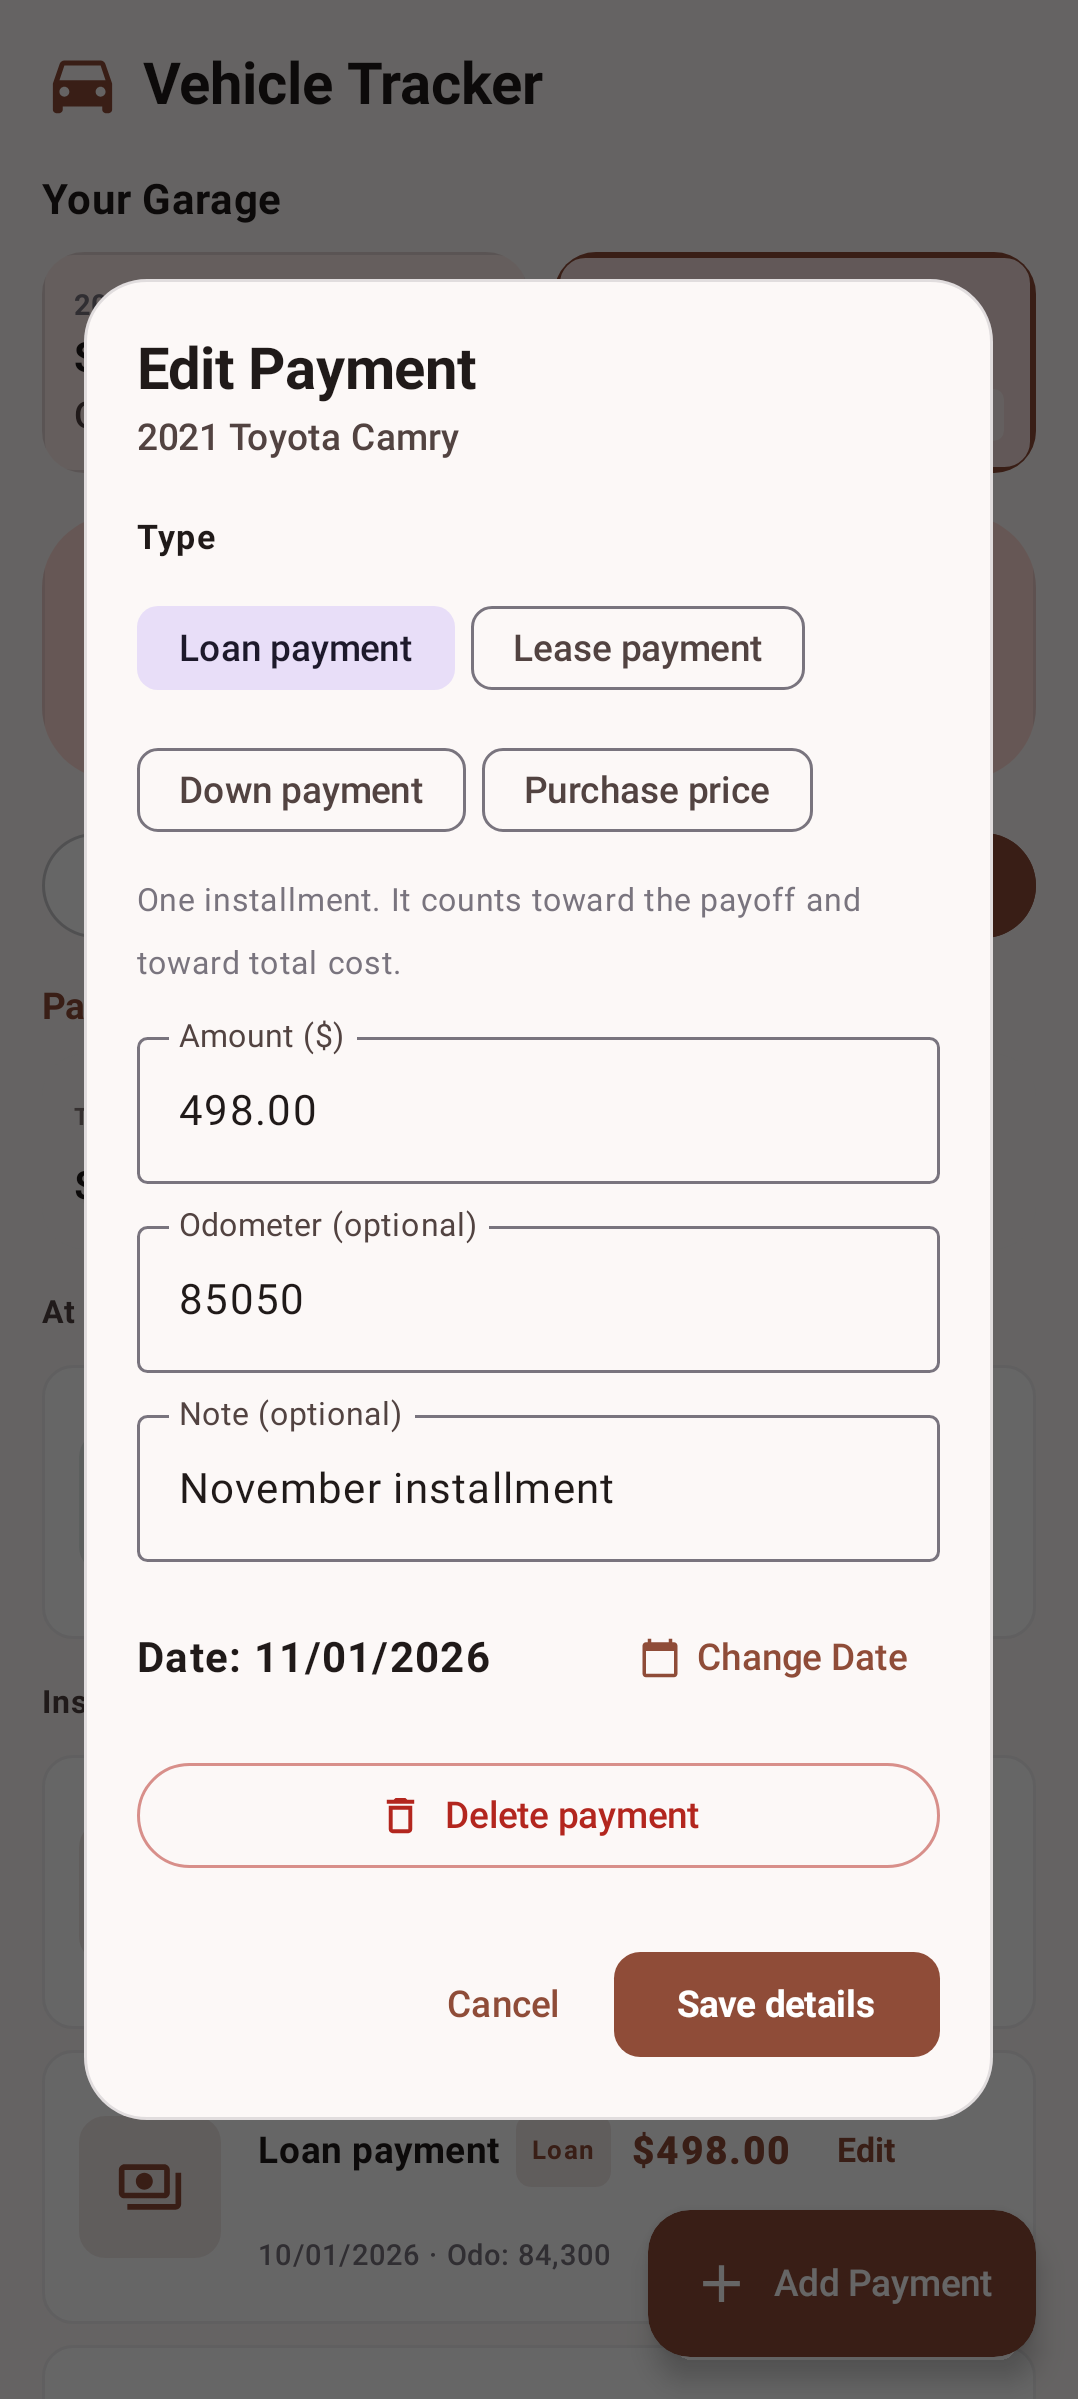 Vehicle Tracker
Your Garage
Edit Payment
2021 Toyota Camry
Type
Loan payment
Lease payment
Down payment
Purchase price
One installment. It counts toward the payoff and
toward total cost.
Amount ($)
498.00
Odometer (optional)
85050
Note (optional)
November installment
Date: 11/01/2026
Change Date
Delete payment
Cancel
Save details
At
Loan payment
Loan
$498.00
Edit
10/01/2026 · Odo: 84,300
Add Payment